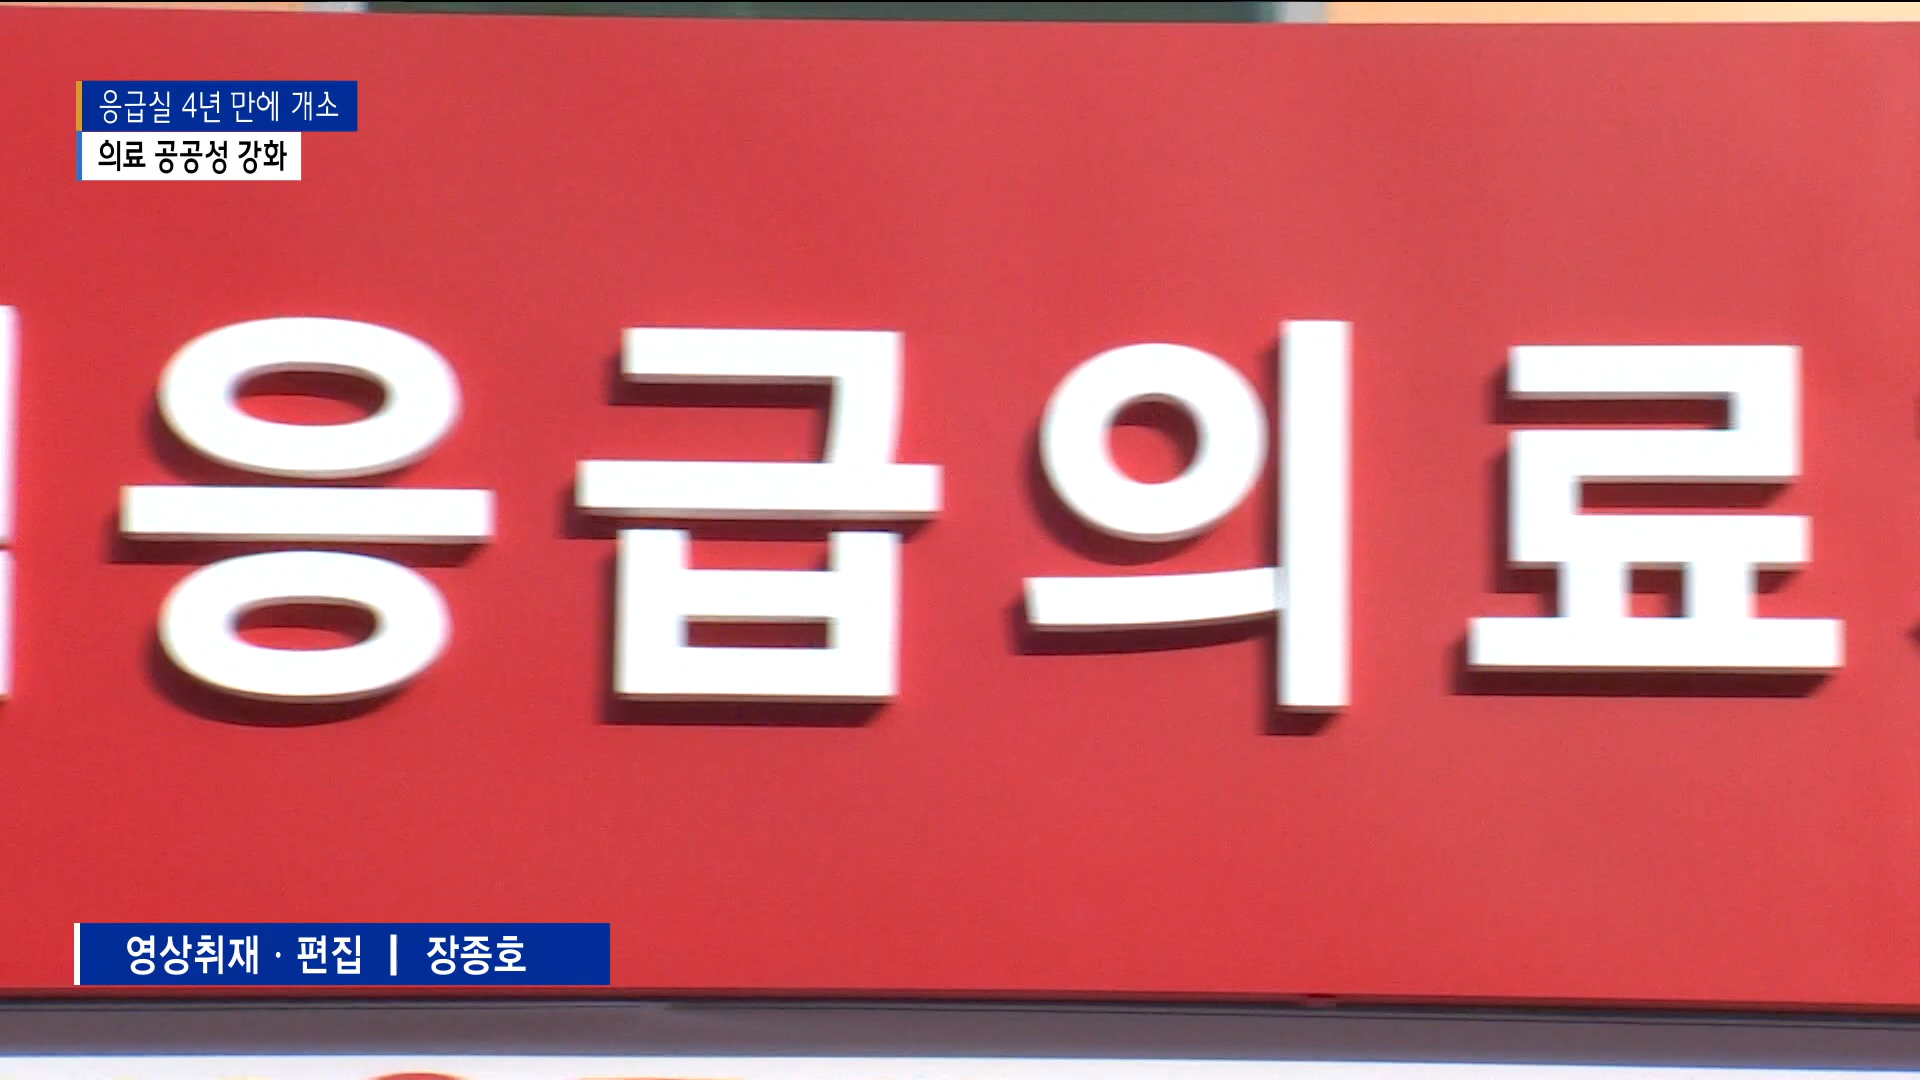 응급실 4년 만에 개소
의료 공공성 강화
응급의료
영상취재·편집 | 장종호